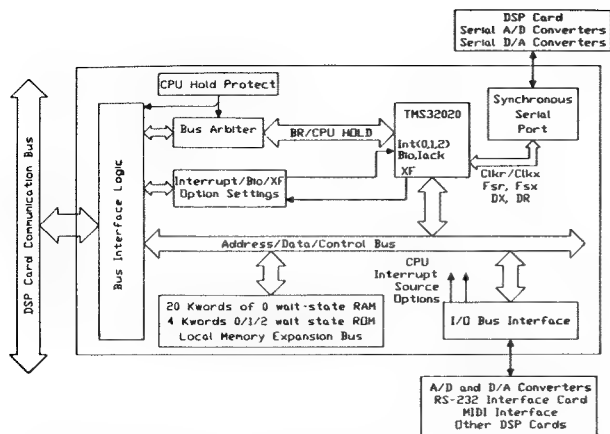 DSP Card
Serial A/D Converters
Serial D/A Converters
CPU Hold Protect
Bus Arbiter
BR/CPU HOLD
TMS32020
Int(0,1,2)
Bio,Iack
XF
Synchronous
Serial
Port
Clkr/Clkx
Fsr, Fsx
DX, DR
Interrupt/Bio/XF
Option Settings
DSP Card Communication Bus
Bus Interface Logic
Address/Data/Control Bus
CPU
Interrupt
Source
Options
20 Kwords of 0 wait-state RAM
4 Kwords 0/1/2 wait state ROM
Local Memory Expansion Bus
I/O Bus Interface
A/D and D/A Converters
RS-232 Interface Card
MIDI Interface
Other DSP Cards